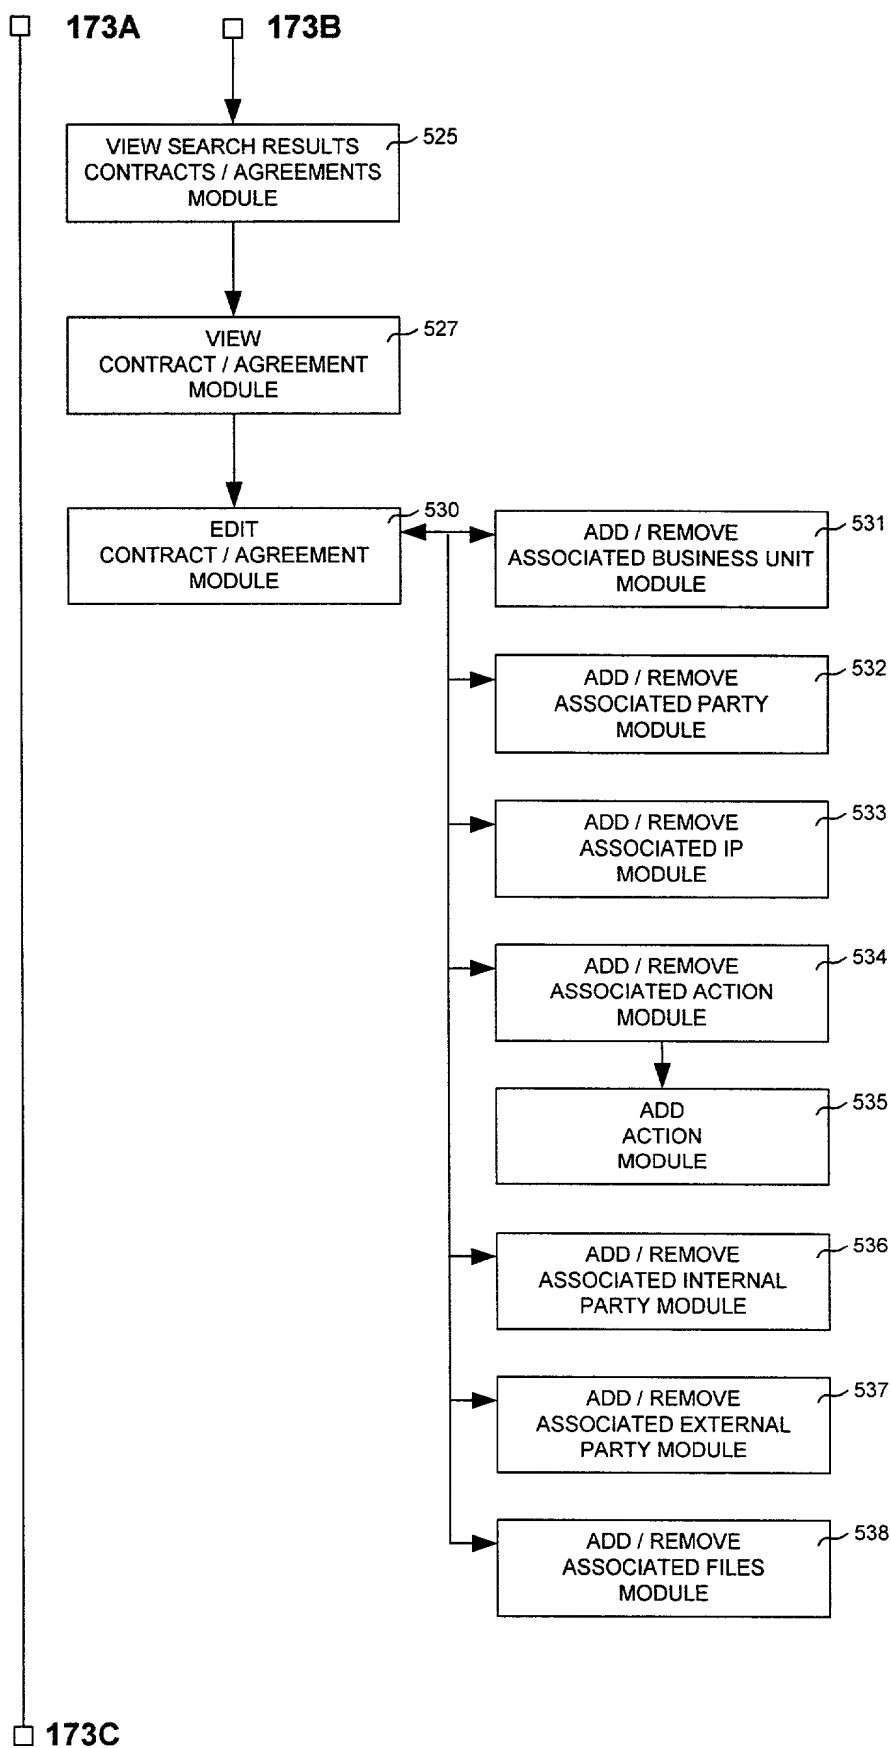 173A
173B
VIEW SEARCH RESULTS
CONTRACTS / AGREEMENTS
MODULE
525
VIEW
CONTRACT / AGREEMENT
MODULE
527
EDIT
CONTRACT / AGREEMENT
MODULE
530
ADD / REMOVE
ASSOCIATED BUSINESS UNIT
MODULE
531
ADD / REMOVE
ASSOCIATED PARTY
MODULE
532
ADD / REMOVE
ASSOCIATED IP
MODULE
533
ADD / REMOVE
ASSOCIATED ACTION
MODULE
534
ADD
ACTION
MODULE
535
ADD / REMOVE
ASSOCIATED INTERNAL
PARTY MODULE
536
ADD / REMOVE
ASSOCIATED EXTERNAL
PARTY MODULE
537
ADD / REMOVE
ASSOCIATED FILES
MODULE
538
173C